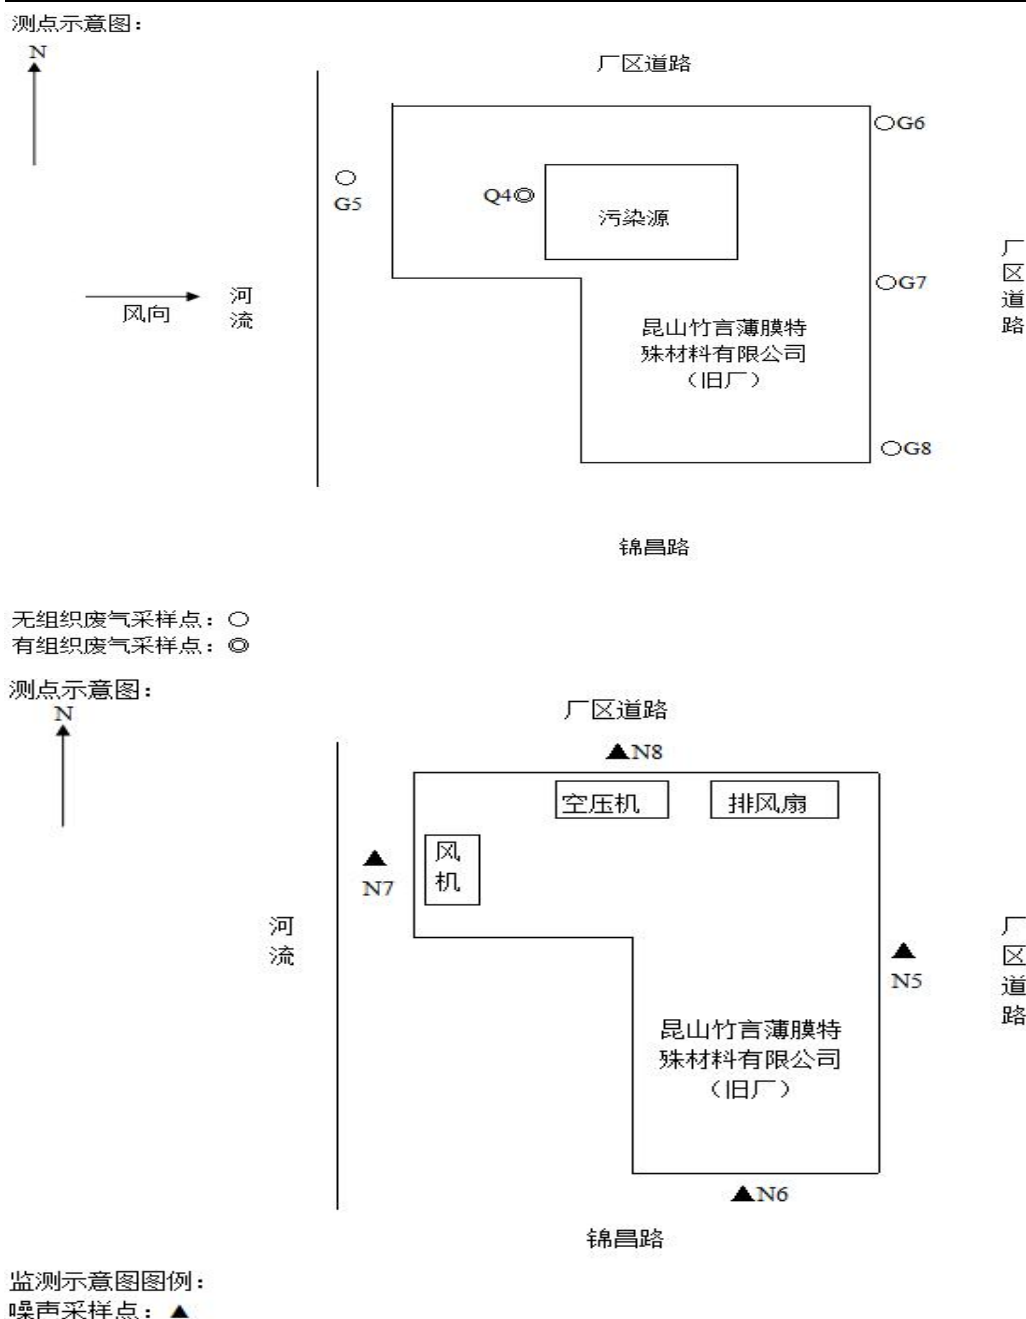 测点示意图：
N
厂区道路
G6
G5
Q4◎
污染源
厂
区
道
路
G7
风向
河
流
昆山竹言薄膜特
殊材料有限公司
（旧厂）
G8
锦昌路
无组织废气采样点：○
有组织废气采样点：◎
测点示意图：
N
厂区道路
▲N8
空压机
排风扇
风
机
▲
N7
河
流
▲
N5
厂
区
道
路
昆山竹言薄膜特
殊材料有限公司
（旧厂）
▲N6
锦昌路
监测示意图图例：
噪声采样点：▲